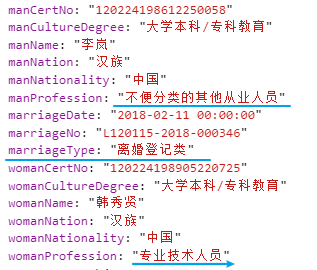 manCertNo: "120224198612250058"
manCultureDegree: "大学本科/专科教育"
manName: "李岚"
manNation: "汉族"
manNationality: "中国"
manProfession: "不便分类的其他从业人员"
marriageDate: "2018-02-11 00:00:00"
marriageNo: "L120115-2018-000346"
marriageType: "离婚登记类"
womanCertNo: "120224198905220725"
womanCultureDegree: "大学本科/专科教育"
womanName: "韩秀贤"
womanNation: "汉族"
womanNationality: "中国"
womanProfession: "专业技术人员"